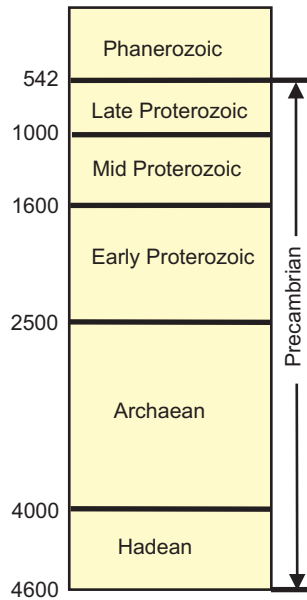 Phanerozoic
542
Late Proterozoic
1000
Mid Proterozoic
1600
Early Proterozoic
Precambrian
2500
Archaean
4000
Hadean
4600